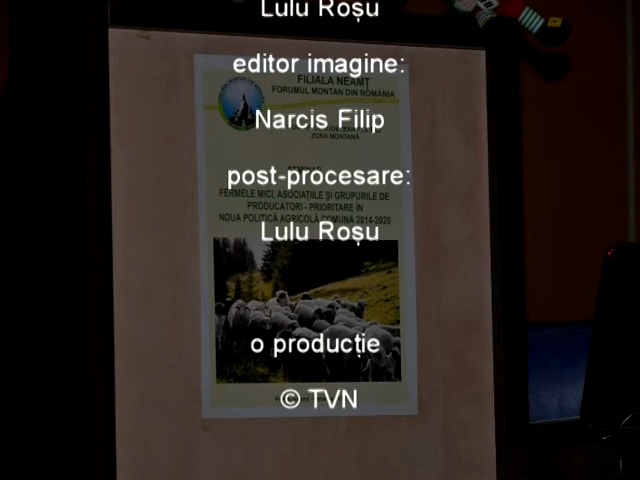 Lulu Roșu
editor imagine:
FILIALA NEAMȚ
FORUMUL MONTAN DIN ROMÂNIA
Narcis Filip
ZONA MONTANĂ
post-procesare:
FERMELE MICI, ASOCIAȚIILE ȘI GRUPURILE DE
PRODUCĂTORI - PRIORITARE ÎN
NOUA POLITICĂ AGRICOLĂ COMUNĂ 2014-2020
Lulu Roșu
o producție
© TVN